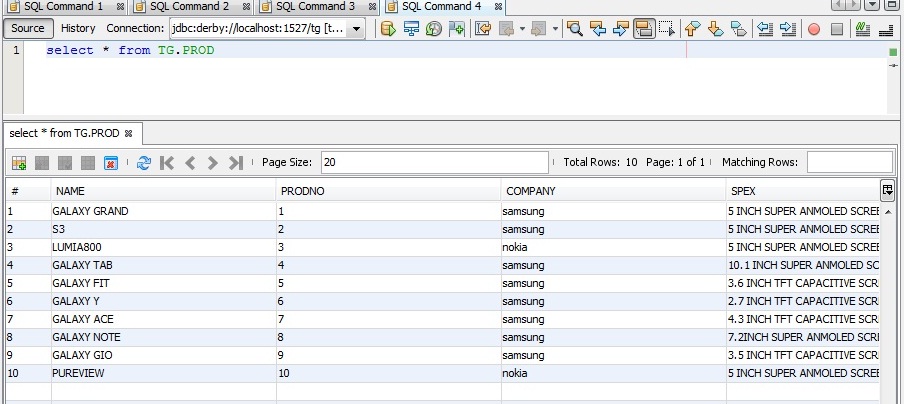 SQL Command 1 SQL Command 2 SQL Command 3 SQL Command 4
Source History Connection: jdbc:derby://localhost:1527/tg [t...
1 select * from TG.PROD
select * from TG.PROD
Page Size: 20 Total Rows: 10 Page: 1 of 1 Matching Rows:
# NAME PRODNO COMPANY SPEX
1 GALAXY GRAND 1 samsung 5 INCH SUPER ANMOLED SCREE
2 S3 2 samsung 5 INCH SUPER ANMOLED SCREE
3 LUMIA800 3 nokia 5 INCH SUPER ANMOLED SCREE
4 GALAXY TAB 4 samsung 10.1 INCH SUPER ANMOLED SC
5 GALAXY FIT 5 samsung 3.6 INCH TFT CAPACITIVE SCR
6 GALAXY Y 6 samsung 2.7 INCH TFT CAPACITIVE SCR
7 GALAXY ACE 7 samsung 4.3 INCH TFT CAPACITIVE SCR
8 GALAXY NOTE 8 samsung 7.2INCH SUPER ANMOLED SCR
9 GALAXY GIO 9 samsung 3.5 INCH TFT CAPACITIVE SCR
10 PUREVIEW 10 nokia 5 INCH SUPER ANMOLED SCREE